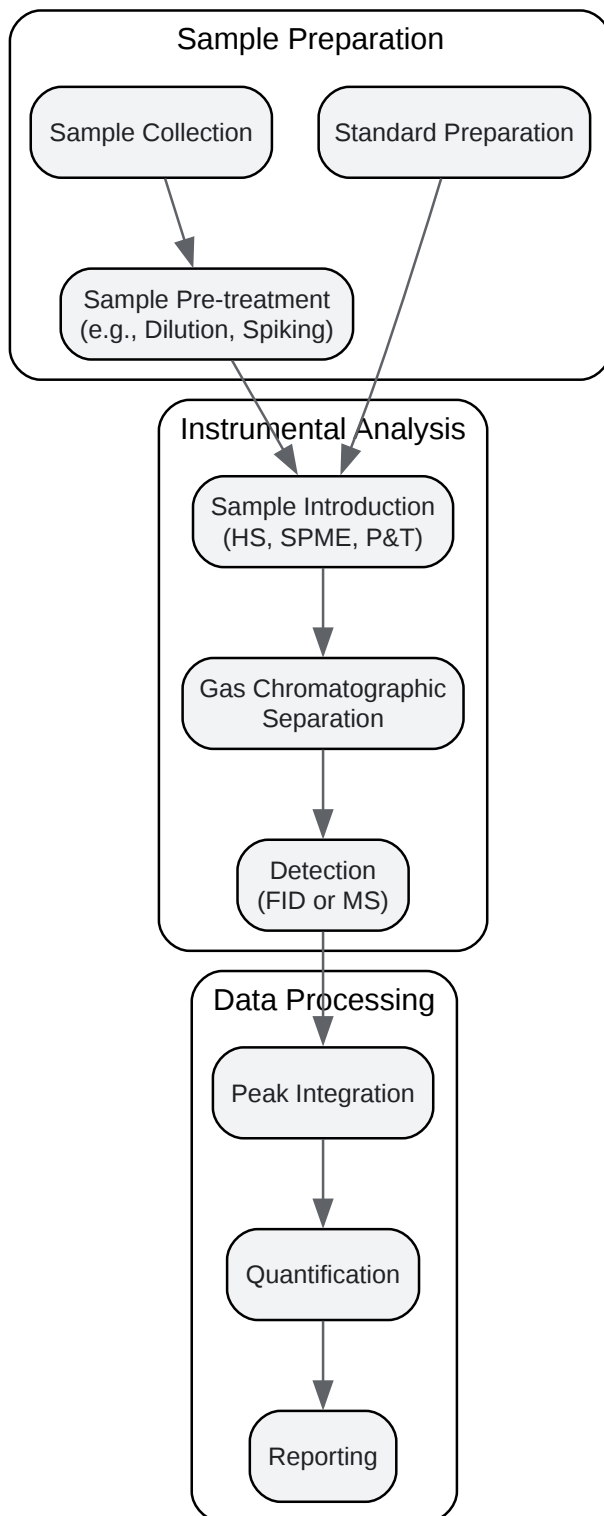 Sample Preparation
Sample Collection
Standard Preparation
Sample Pre-treatment
(e.g., Dilution, Spiking)
Instrumental Analysis
Sample Introduction
(HS, SPME, P&T)
Gas Chromatographic
Separation
Detection
(FID or MS)
Data Processing
Peak Integration
Quantification
Reporting